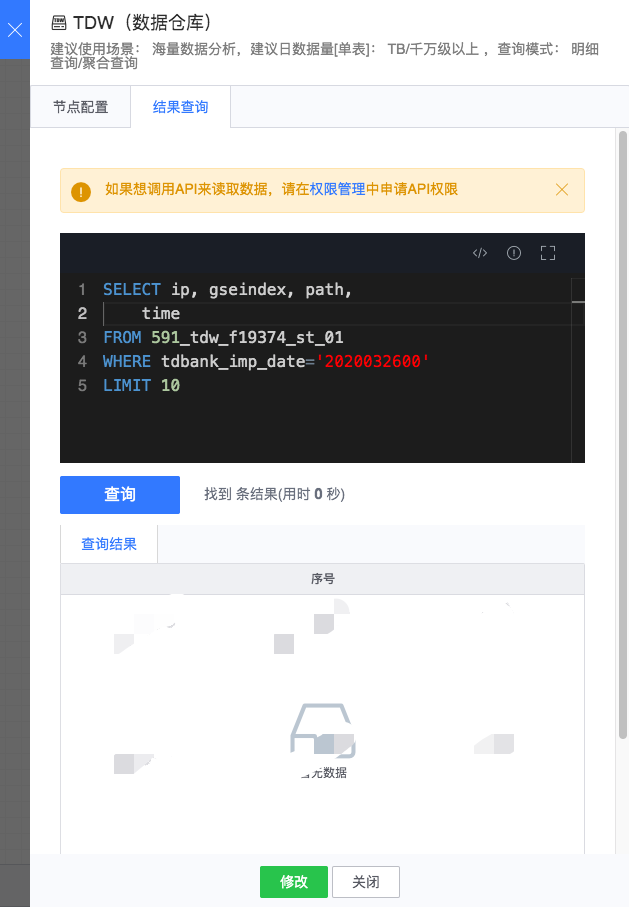 TDW（数据仓库）
建议使用场景： 海量数据分析，建议日数据量[单表]： TB/千万级以上 ，查询模式： 明细
查询/聚合查询
节点配置
结果查询
如果想调用API来读取数据，请在权限管理中申请API权限
1 SELECT ip, gseindex, path,
2 time
3 FROM 591_tdw_f19374_st_01
4 WHERE tdbank_imp_date='2020032600'
5 LIMIT 10
查询
找到 条结果(用时 0 秒)
查询结果
序号
无数据
修改
关闭